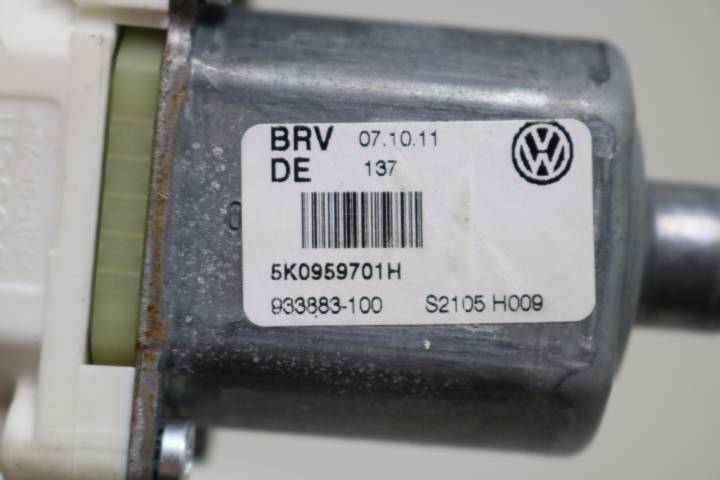 BRV 07.10.11
DE 137
5K0959701H
933883-100 S2105 H009